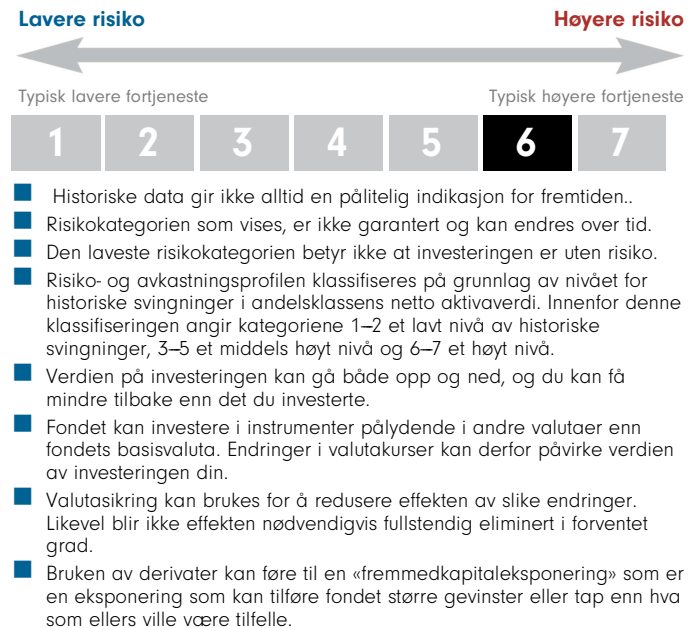 Lavere risiko Høyere risiko
Typisk lavere fortjeneste Typisk høyere fortjeneste
1 2 3 4 5 6 7
Historiske data gir ikke alltid en pålitelig indikasjon for fremtiden..
Risikokategorien som vises, er ikke garantert og kan endres over tid.
Den laveste risikokategorien betyr ikke at investeringen er uten risiko.
Risiko- og avkastningsprofilen klassifiseres på grunnlag av nivået for
historiske svingninger i andelsklassens netto aktivaverdi. Innenfor denne
klassifiseringen angir kategoriene 1–2 et lavt nivå av historiske
svingninger, 3–5 et middels høyt nivå og 6–7 et høyt nivå.
Verdien på investeringen kan gå både opp og ned, og du kan få
mindre tilbake enn det du investerte.
Fondet kan investere i instrumenter pålydende i andre valutaer enn
fondets basisvaluta. Endringer i valutakurser kan derfor påvirke verdien
av investeringen din.
Valutasikring kan brukes for å redusere effekten av slike endringer.
Likevel blir ikke effekten nødvendigvis fullstendig eliminert i forventet
grad.
Bruken av derivater kan føre til en «fremmedkapitaleksponering» som er
en eksponering som kan tilføre fondet større gevinster eller tap enn hva
som ellers ville være tilfelle.